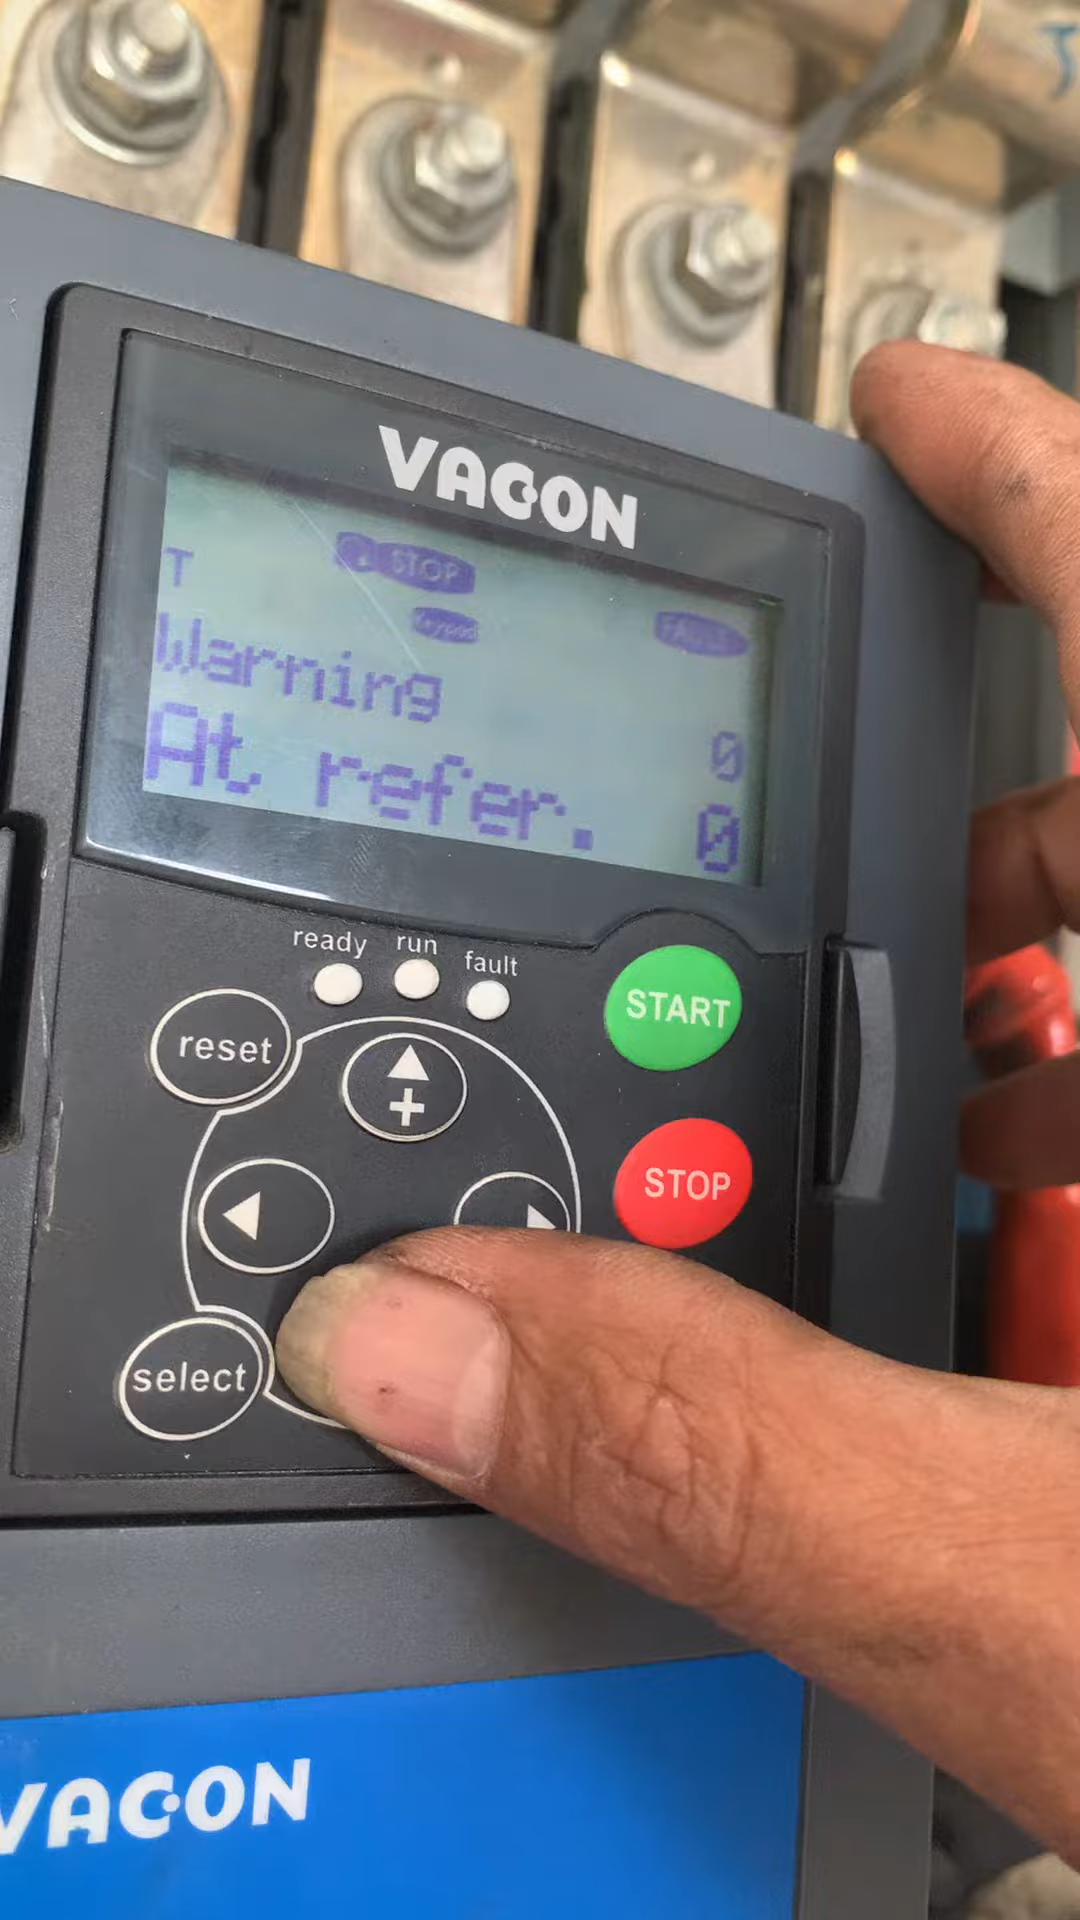 VACON
STOP
T
Keypad
FAULT
Warning 0
At refer. 0
ready run fault
reset
START
STOP
select
VACON